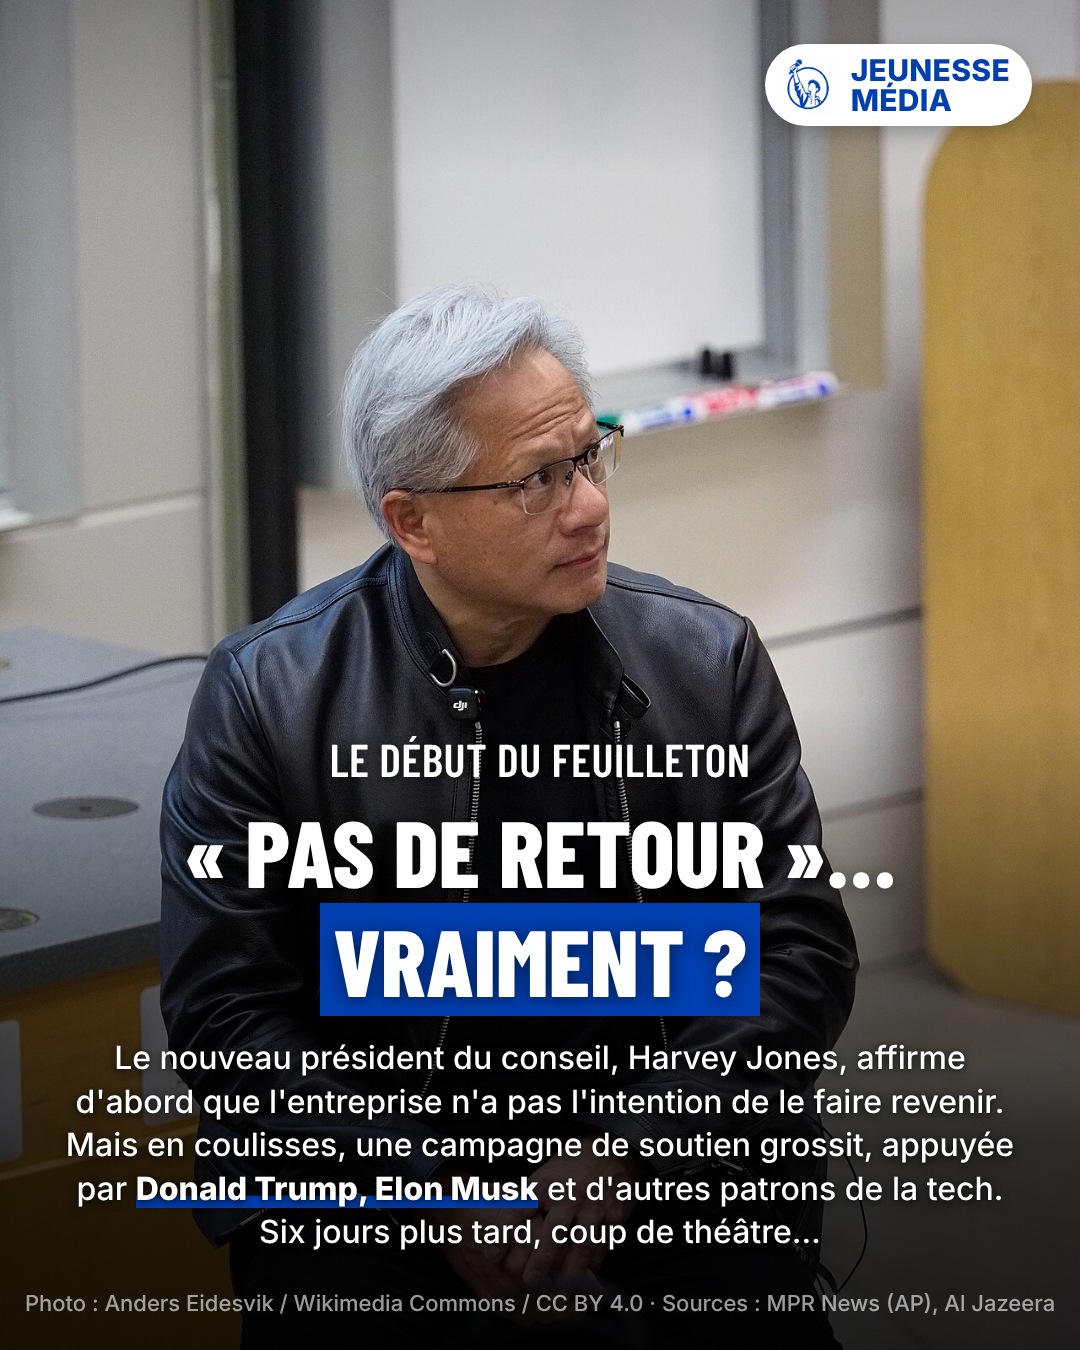 JEUNESSE
MÉDIA
dji
LE DÉBUT DU FEUILLETON
« PAS DE RETOUR »...
VRAIMENT ?
Le nouveau président du conseil, Harvey Jones, affirme
d'abord que l'entreprise n'a pas l'intention de le faire revenir.
Mais en coulisses, une campagne de soutien grossit, appuyée
par Donald Trump, Elon Musk et d'autres patrons de la tech.
Six jours plus tard, coup de théâtre...
Photo : Anders Eidesvik / Wikimedia Commons / CC BY 4.0 · Sources : MPR News (AP), Al Jazeera